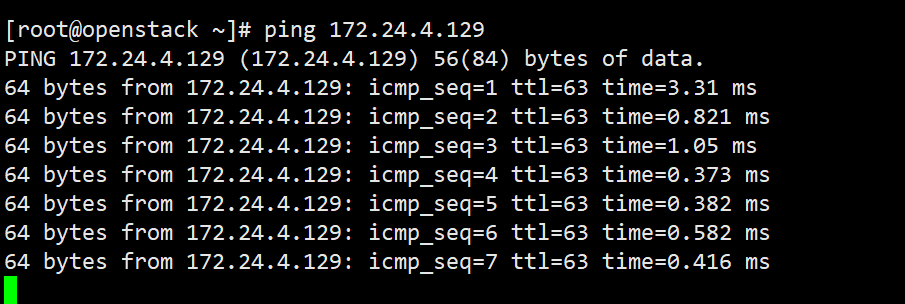 [root@openstack ~]# ping 172.24.4.129
PING 172.24.4.129 (172.24.4.129) 56(84) bytes of data.
64 bytes from 172.24.4.129: icmp_seq=1 ttl=63 time=3.31 ms
64 bytes from 172.24.4.129: icmp_seq=2 ttl=63 time=0.821 ms
64 bytes from 172.24.4.129: icmp_seq=3 ttl=63 time=1.05 ms
64 bytes from 172.24.4.129: icmp_seq=4 ttl=63 time=0.373 ms
64 bytes from 172.24.4.129: icmp_seq=5 ttl=63 time=0.382 ms
64 bytes from 172.24.4.129: icmp_seq=6 ttl=63 time=0.582 ms
64 bytes from 172.24.4.129: icmp_seq=7 ttl=63 time=0.416 ms